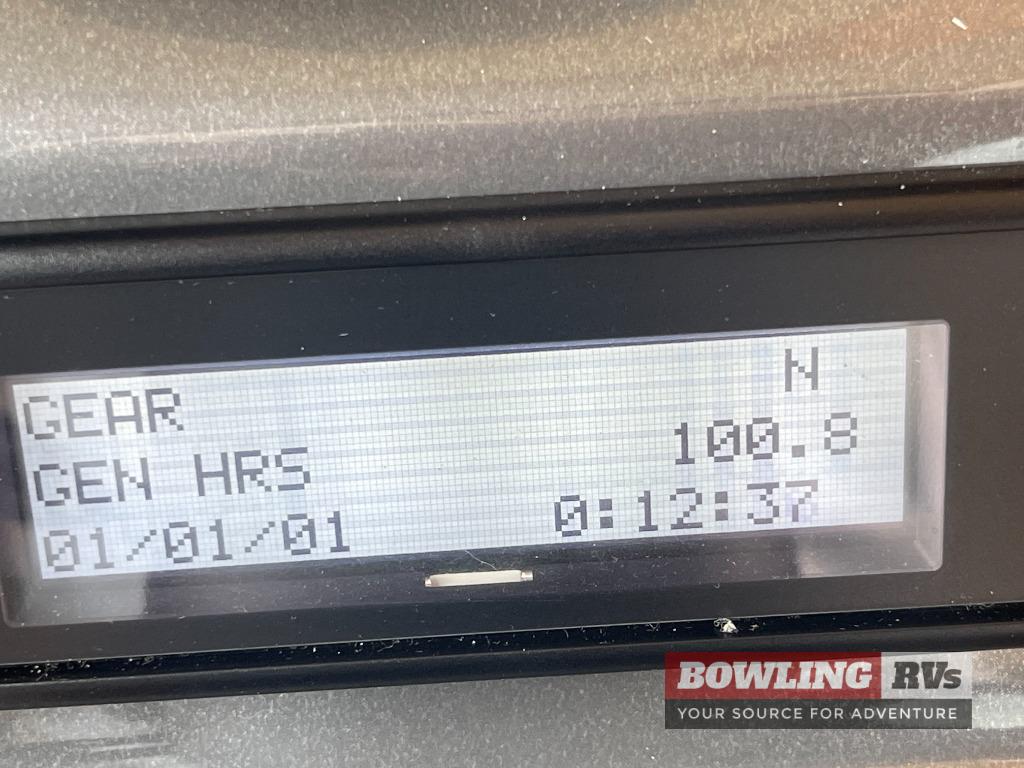 GEAR N
GEN HRS 100.8
01/01/01 0:12:37
BOWLING RVs
YOUR SOURCE FOR ADVENTURE